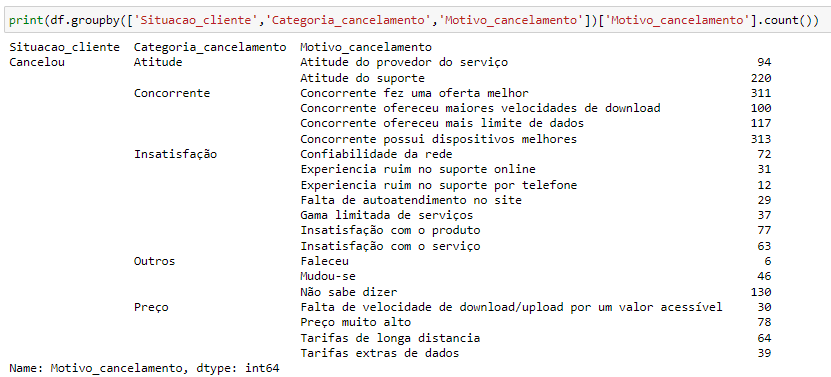 print(df.groupby(['Situacao_cliente','Categoria_cancelamento','Motivo_cancelamento'])['Motivo_cancelamento'].count())
Situacao_cliente  Categoria_cancelamento  Motivo_cancelamento
Cancelou          Atitude                 Atitude do provedor do serviço                                  94
                                          Atitude do suporte                                             220
                  Concorrente             Concorrente fez uma oferta melhor                              311
                                          Concorrente ofereceu maiores velocidades de download           100
                                          Concorrente ofereceu mais limite de dados                      117
                                          Concorrente possui dispositivos melhores                       313
                  Insatisfação            Confiabilidade da rede                                          72
                                          Experiencia ruim no suporte online                              31
                                          Experiencia ruim no suporte por telefone                        12
                                          Falta de autoatendimento no site                                29
                                          Gama limitada de serviços                                       37
                                          Insatisfação com o produto                                      77
                                          Insatisfação com o serviço                                      63
                  Outros                  Faleceu                                                          6
                                          Mudou-se                                                        46
                                          Não sabe dizer                                                 130
                  Preço                   Falta de velocidade de download/upload por um valor acessível   30
                                          Preço muito alto                                                78
                                          Tarifas de longa distancia                                      64
                                          Tarifas extras de dados                                         39
Name: Motivo_cancelamento, dtype: int64